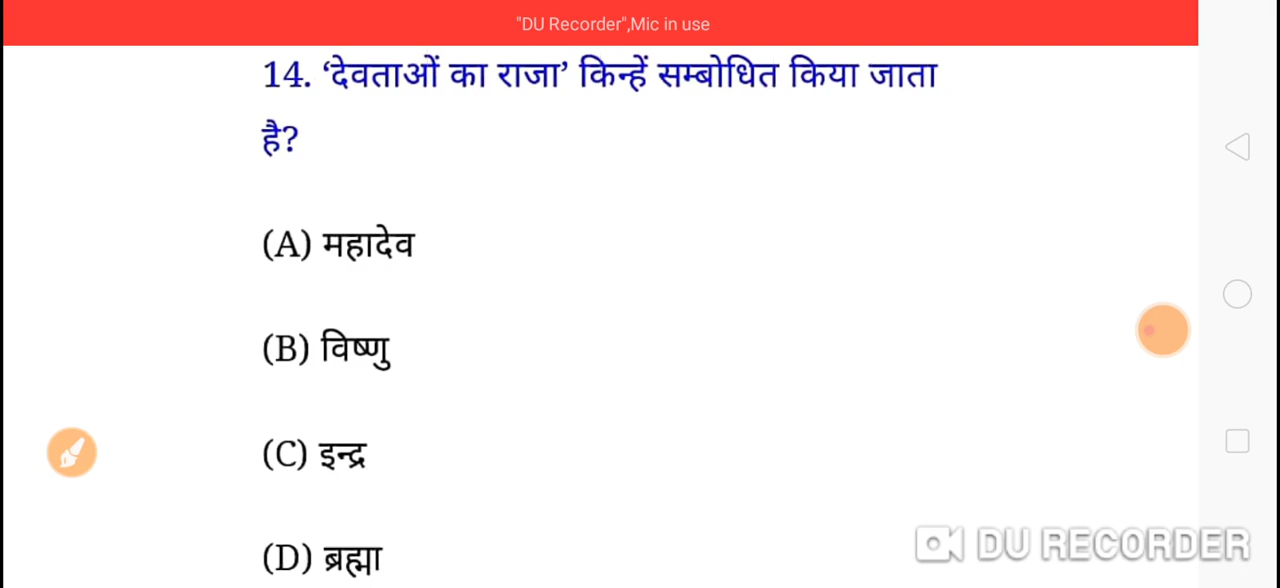 "DU Recorder",Mic in use
14. ‘देवताओं का राजा’ किन्हें सम्बोधित किया जाता
है?
(A) महादेव
(B) विष्णु
(C) इन्द्र
(D) ब्रह्मा
DU RECORDER